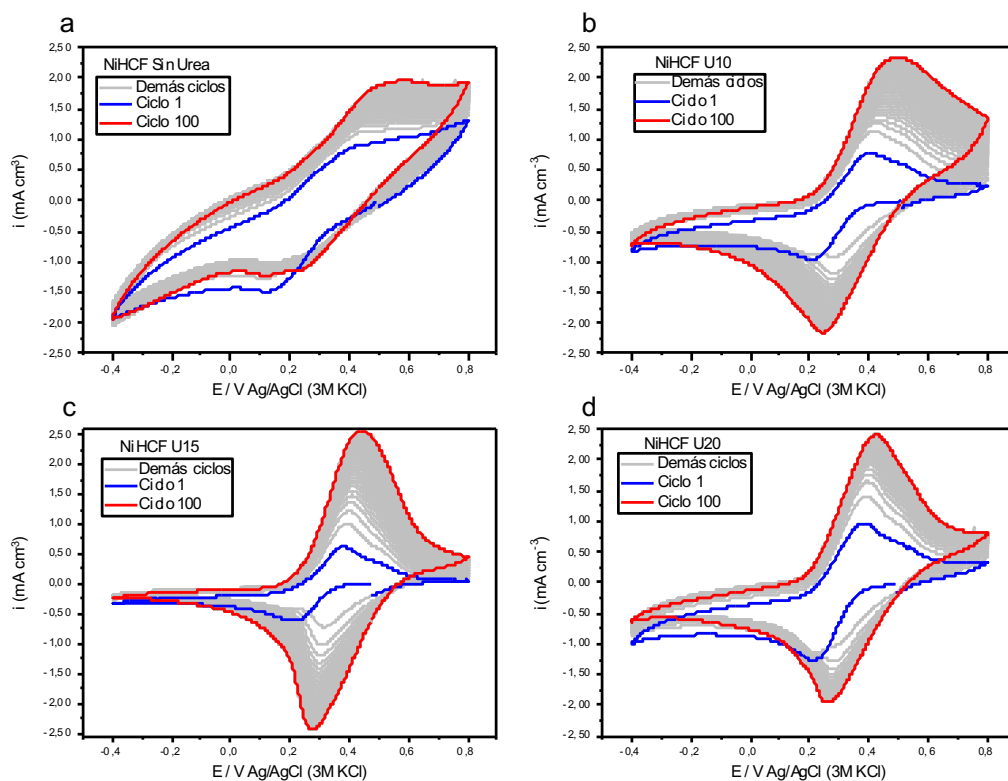 a
NiHCF Sin Urea
Demás ciclos
Ciclo 1
Ciclo 100
2,50
2,00
1,50
1,00
0,50
0,00
-0,50
-1,00
-1,50
-2,00
-2,50
i (mA cm³)
-0,4
-0,2
0,0
0,2
0,4
0,6
0,8
E / V Ag/AgCl (3M KCl)
b
NiHCF U10
Demás ciclos
Ciclo 1
Ciclo 100
2,50
2,00
1,50
1,00
0,50
0,00
-0,50
-1,00
-1,50
-2,00
-2,50
i (mA cm⁻³)
-0,4
-0,2
0,0
0,2
0,4
0,6
0,8
E / V Ag/AgCl (3M KCl)
c
NiHCF U15
Demás ciclos
Ciclo 1
Ciclo 100
2,50
2,00
1,50
1,00
0,50
0,00
-0,50
-1,00
-1,50
-2,00
-2,50
i (mA cm³)
-0,4
-0,2
0,0
0,2
0,4
0,6
0,8
E / V Ag/AgCl (3M KCl)
d
NiHCF U20
Demás ciclos
Ciclo 1
Ciclo 100
2,50
2,00
1,50
1,00
0,50
0,00
-0,50
-1,00
-1,50
-2,00
-2,50
i (mA cm⁻³)
-0,4
-0,2
0,0
0,2
0,4
0,6
0,8
E / V Ag/AgCl (3M KCl)